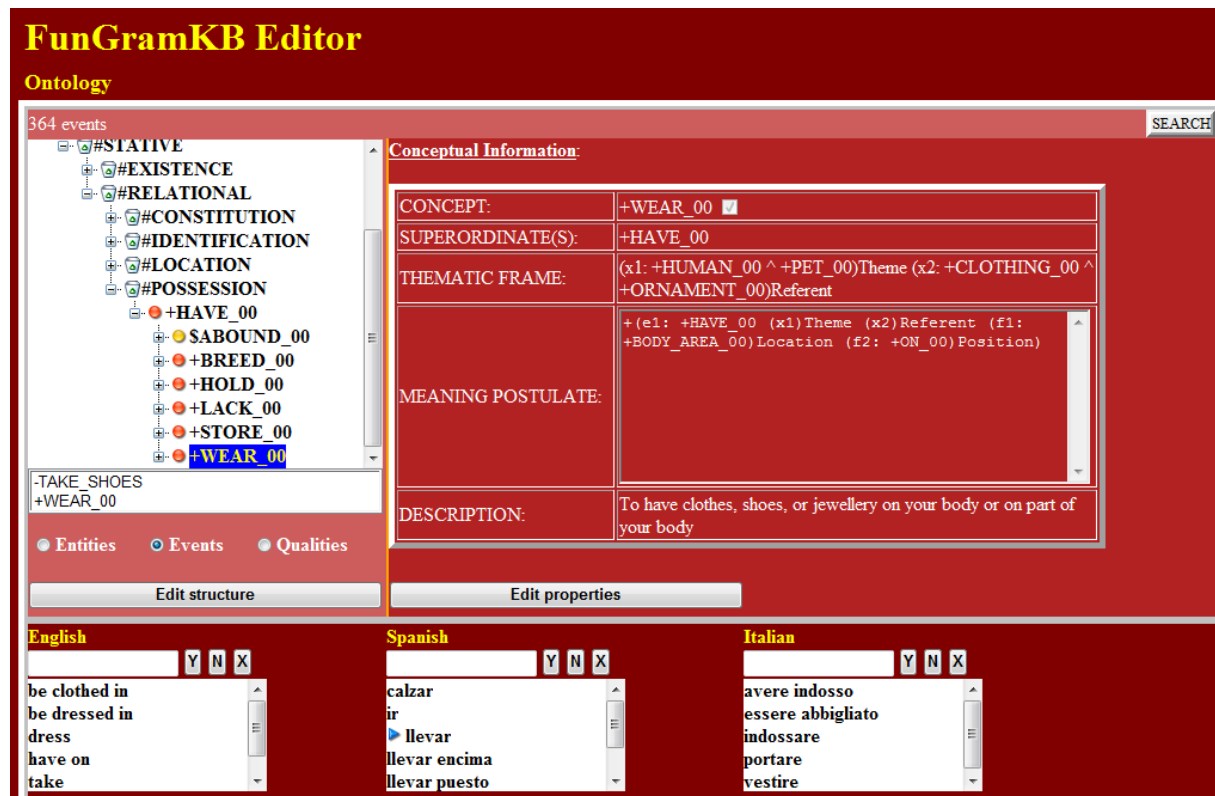 FunGramKB Editor
Ontology
364 events
SEARCH
#STATIVE
#EXISTENCE
#RELATIONAL
#CONSTITUTION
#IDENTIFICATION
#LOCATION
#POSSESSION
+HAVE_00
$ABOUND_00
+BREED_00
+HOLD_00
+LACK_00
+STORE_00
+WEAR_00
-TAKE_SHOES
+WEAR_00
Entities Events Qualities
Edit structure
Conceptual Information:
CONCEPT: +WEAR_00
SUPERORDINATE(S): +HAVE_00
THEMATIC FRAME: (x1: +HUMAN_00 ^ +PET_00)Theme (x2: +CLOTHING_00 ^
+ORNAMENT_00)Referent
MEANING POSTULATE: +(e1: +HAVE_00 (x1)Theme (x2)Referent (f1:
+BODY_AREA_00)Location (f2: +ON_00)Position)
DESCRIPTION: To have clothes, shoes, or jewellery on your body or on part of
your body
Edit properties
English
Y N X
be clothed in
be dressed in
dress
have on
take
Spanish
Y N X
calzar
ir
llevar
llevar encima
llevar puesto
Italian
Y N X
avere indosso
essere abbigliato
indossare
portare
vestire